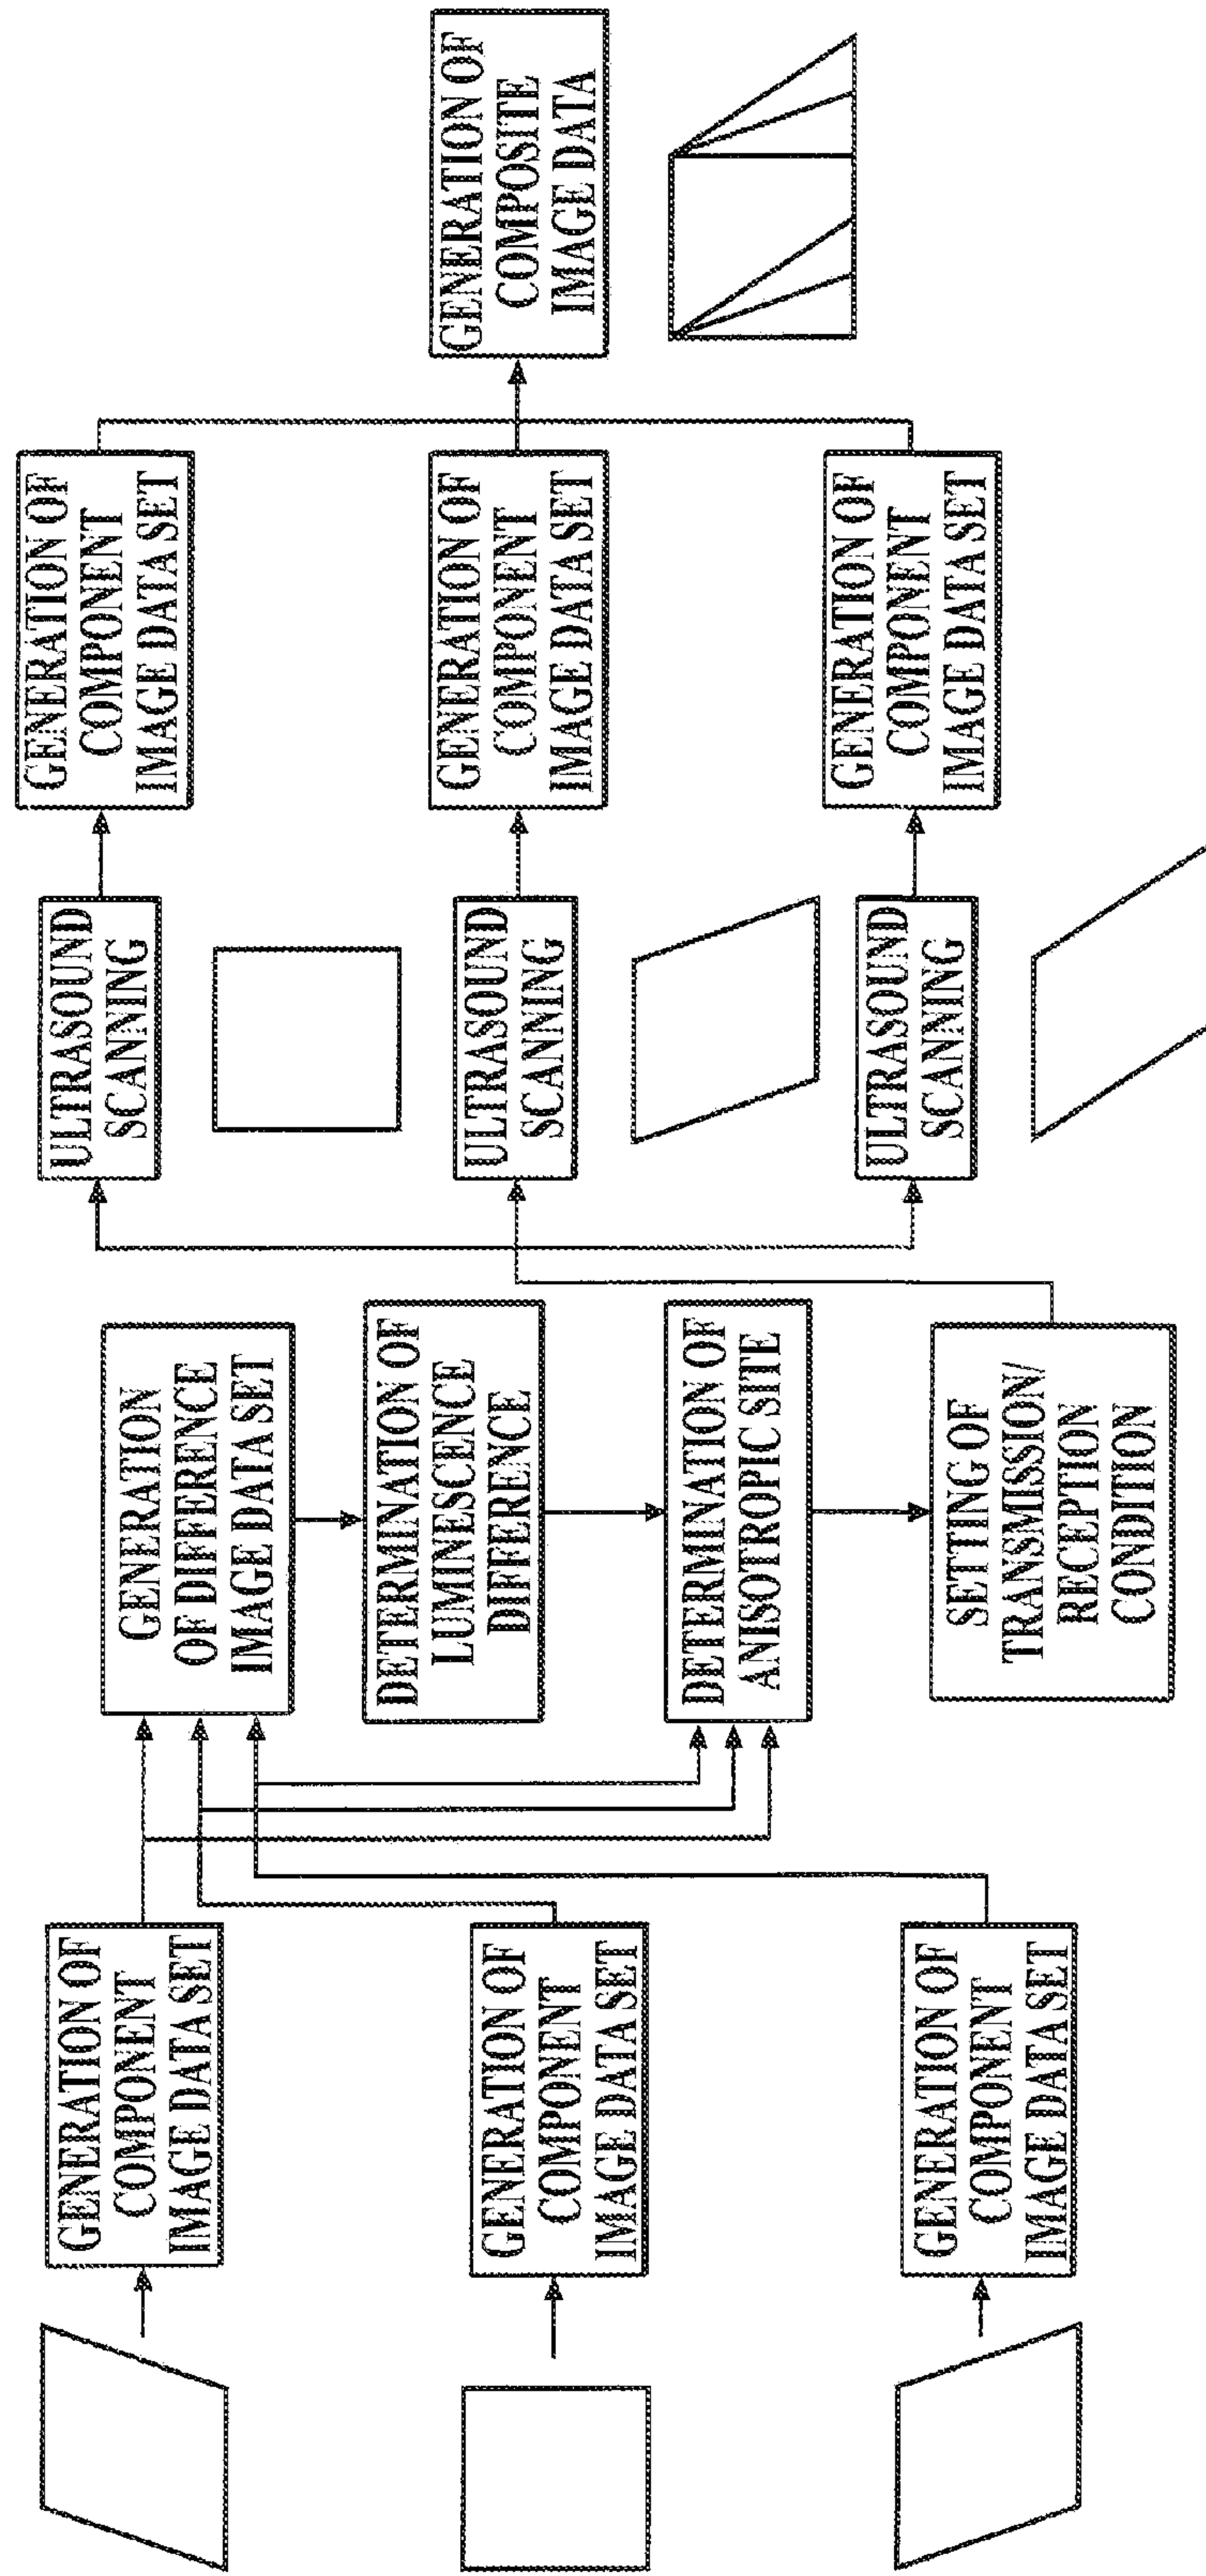 GENERATION OF
COMPONENT
IMAGE DATA SET
GENERATION OF
COMPONENT
IMAGE DATA SET
GENERATION OF
COMPONENT
IMAGE DATA SET
GENERATION
OF DIFFERENCE
IMAGE DATA SET
DETERMINATION OF
LUMINESCENCE
DIFFERENCE
DETERMINATION OF
ANISOTROPIC SITE
SETTING OF
TRANSMISSION/
RECEPTION
CONDITION
ULTRASOUND
SCANNING
ULTRASOUND
SCANNING
ULTRASOUND
SCANNING
GENERATION OF
COMPONENT
IMAGE DATA SET
GENERATION OF
COMPONENT
IMAGE DATA SET
GENERATION OF
COMPONENT
IMAGE DATA SET
GENERATION OF
COMPOSITE
IMAGE DATA